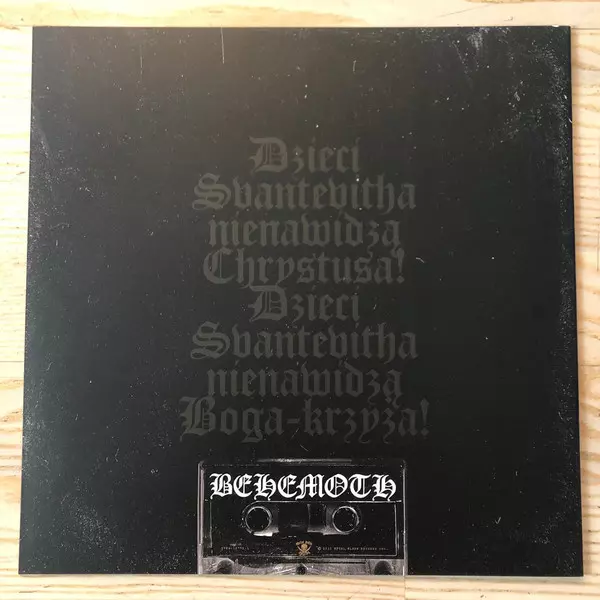 Dzieci
Svantevitha
nienawidzą
Chrystusa!
Dzieci
Svantevitha
nienawidzą
Boga-krzyża!
BEHEMOTH